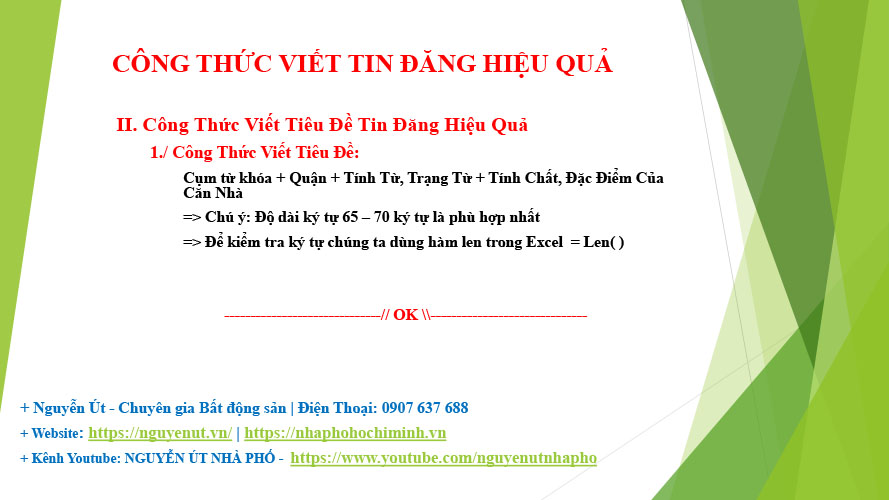 CÔNG THỨC VIẾT TIN ĐĂNG HIỆU QUẢ
II. Công Thức Viết Tiêu Đề Tin Đăng Hiệu Quả
1./ Công Thức Viết Tiêu Đề:
Cụm từ khóa + Quận + Tính Từ, Trạng Từ + Tính Chất, Đặc Điểm Của
Căn Nhà
=> Chú ý: Độ dài ký tự 65 – 70 ký tự là phù hợp nhất
=> Để kiểm tra ký tự chúng ta dùng hàm len trong Excel = Len( )
------------------------------// OK \\------------------------------
+ Nguyễn Út - Chuyên gia Bất động sản | Điện Thoại: 0907 637 688
+ Website: https://nguyenut.vn/ | https://nhaphohochiminh.vn
+ Kênh Youtube: NGUYỄN ÚT NHÀ PHÓ - https://www.youtube.com/nguyenutnhapho